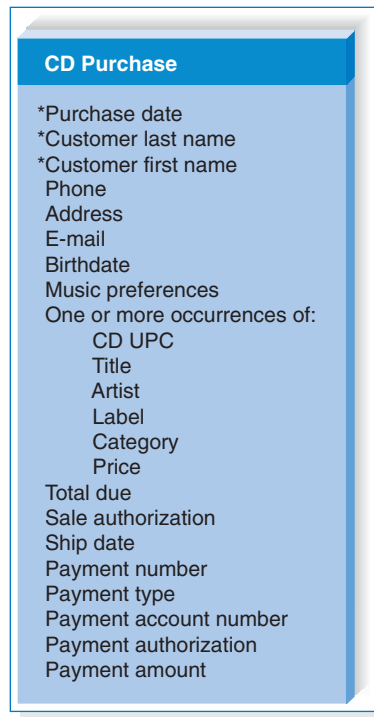 CD Purchase
*Purchase date
*Customer last name
*Customer first name
Phone
Address
E-mail
Birthdate
Music preferences
One or more occurrences of:
CD UPC
Title
Artist
Label
Category
Price
Total due
Sale authorization
Ship date
Payment number
Payment type
Payment account number
Payment authorization
Payment amount